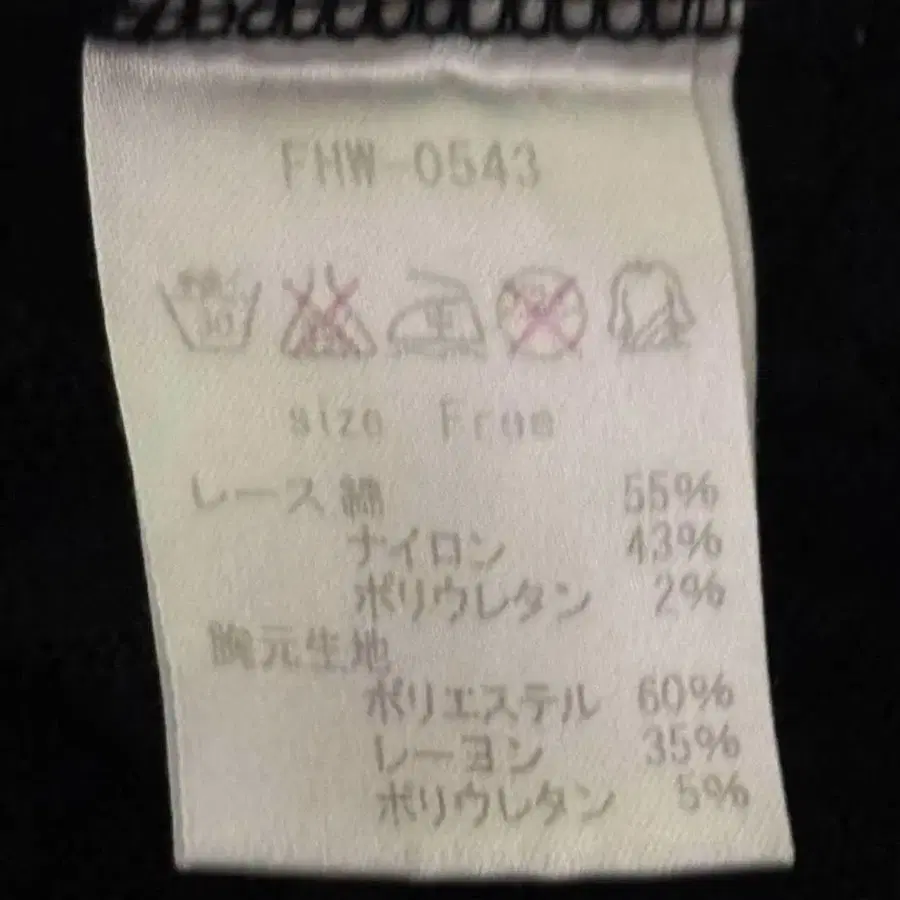 FHW-0543
size Free
レース 綿 55%
ナイロン 43%
ポリウレタン 2%
胸元生地
ポリエステル 60%
レーヨン 35%
ポリウレタン 5%